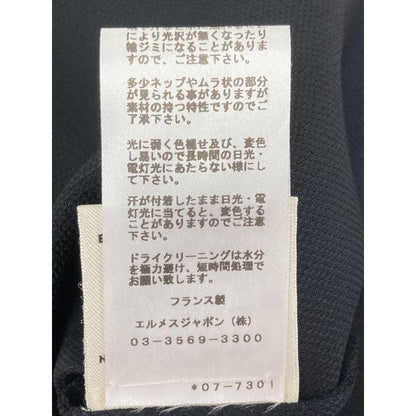 により光沢が無くなったり
輪ジミになることがありま
すので、ご注意下さい。
多少ネップやムラ状の部分
が見られる事がありますが
素材の持つ特性ですのでご
了承下さい。
光に弱く色褪せ及び、変色
し易いので長時間の日光・
電灯光にあたらない様にし
て下さい。
汗が付着したまま日光・電
灯光に当てると、変色する
ことがありますのでご注意
下さい。
ドライクリーニングは水分
を極力避け、短時間処理で
お願い致します。
フランス製
エルメスジャポン(株)
03-3569-3300
*07-7301